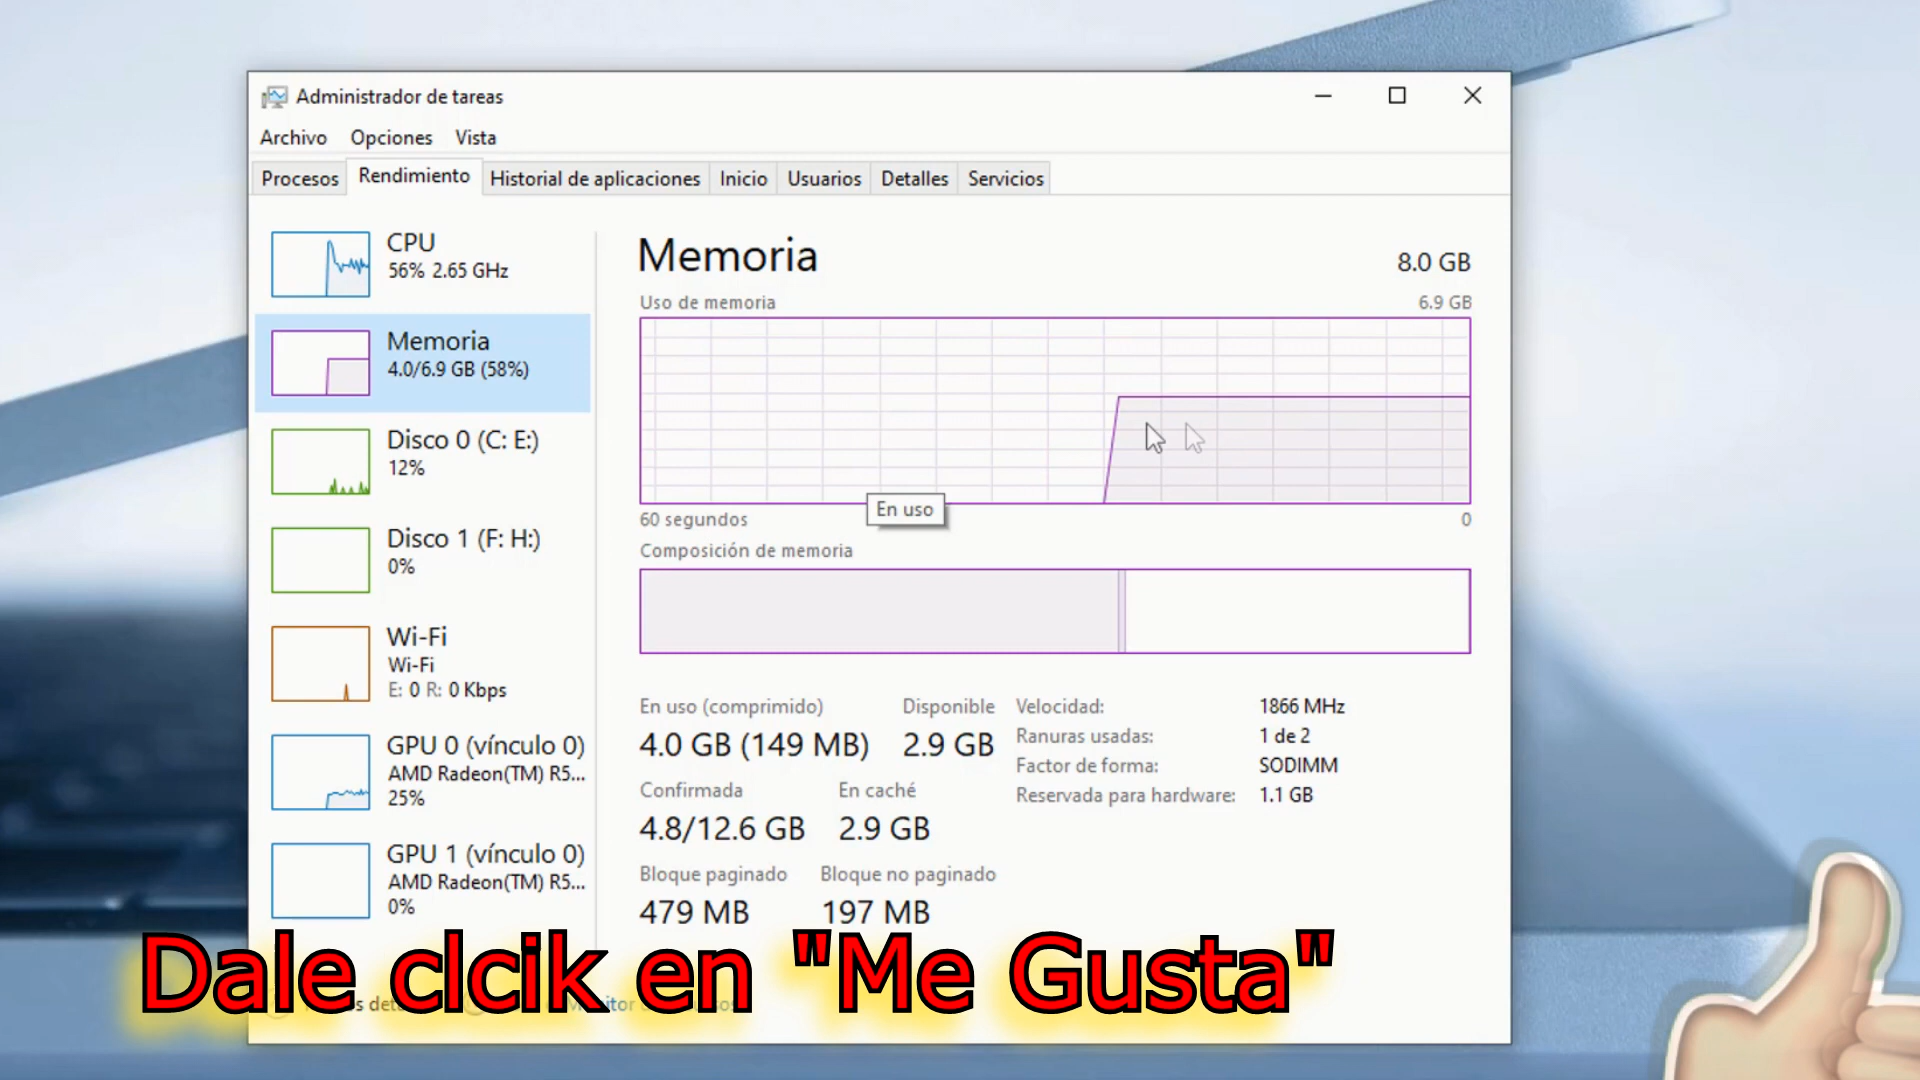 Administrador de tareas
Archivo Opciones Vista
Procesos Rendimiento Historial de aplicaciones Inicio Usuarios Detalles Servicios
CPU
56% 2.65 GHz
Memoria
4.0/6.9 GB (58%)
Disco 0 (C: E:)
12%
Disco 1 (F: H:)
0%
Wi-Fi
Wi-Fi
E: 0 R: 0 Kbps
GPU 0 (vínculo 0)
AMD Radeon(TM) R5...
25%
GPU 1 (vínculo 0)
AMD Radeon(TM) R5...
0%
Memoria 8.0 GB
Uso de memoria 6.9 GB
En uso
60 segundos 0
Composición de memoria
En uso (comprimido) Disponible
4.0 GB (149 MB) 2.9 GB
Confirmada En caché
4.8/12.6 GB 2.9 GB
Bloque paginado Bloque no paginado
479 MB 197 MB
Velocidad: 1866 MHz
Ranuras usadas: 1 de 2
Factor de forma: SODIMM
Reservada para hardware: 1.1 GB
Dale clcik en "Me Gusta"